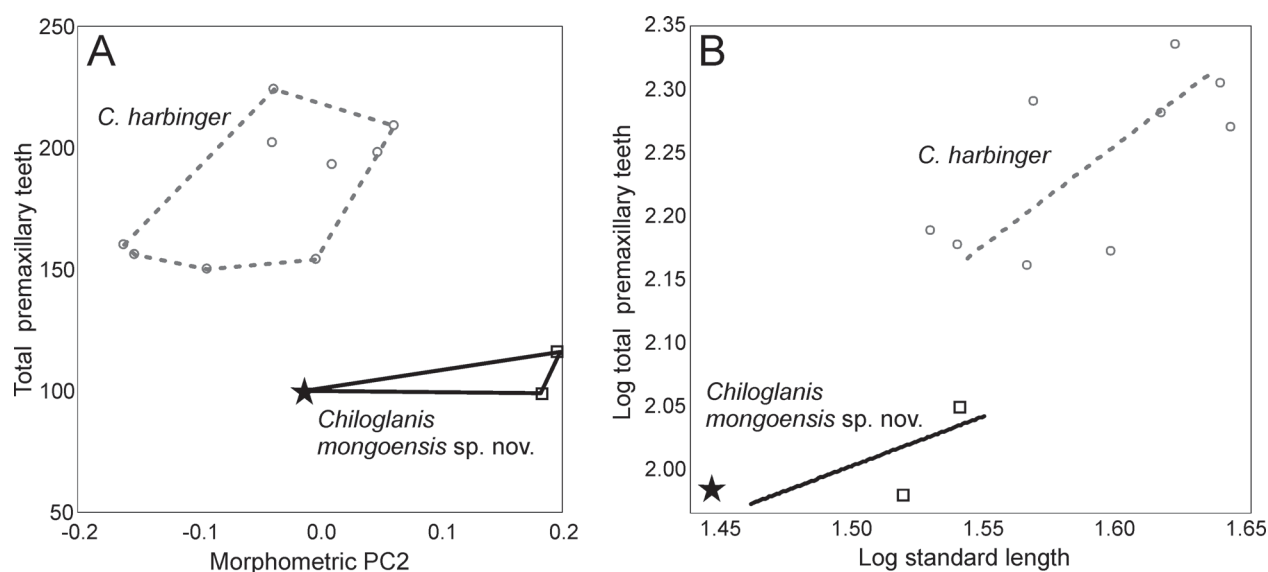 A
250
200
150
100
50
Total premaxillary teeth
C. harbinger
Chiloglanis
mongoensis sp. nov.
-0.2
-0.1
0.0
0.1
0.2
Morphometric PC2
B
2.35
2.30
2.25
2.20
2.15
2.10
2.05
2.00
Log total premaxillary teeth
C. harbinger
Chiloglanis
mongoensis sp. nov.
1.45
1.50
1.55
1.60
1.65
Log standard length